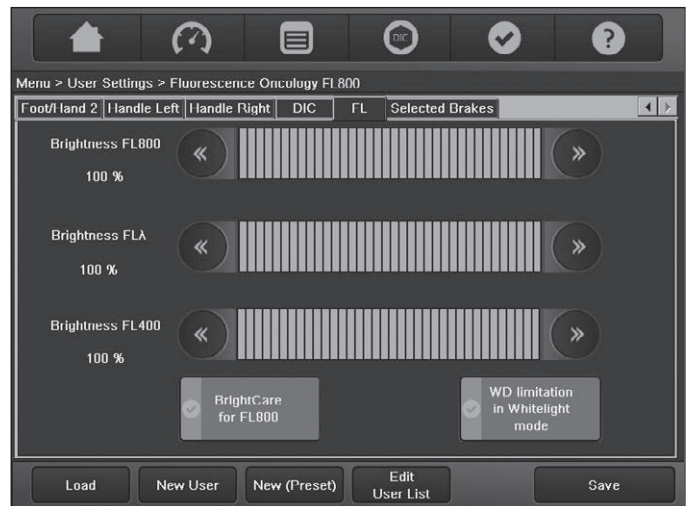 DIC
?
Menu > User Settings > Fluorescence Oncology FL800
Foot/Hand 2 Handle Left Handle Right DIC FL Selected Brakes
Brightness FL800
100 %
Brightness FLλ
100 %
Brightness FL400
100 %
BrightCare
for FL800
WD limitation
in Whitelight
mode
Load New User New (Preset) Edit
User List Save